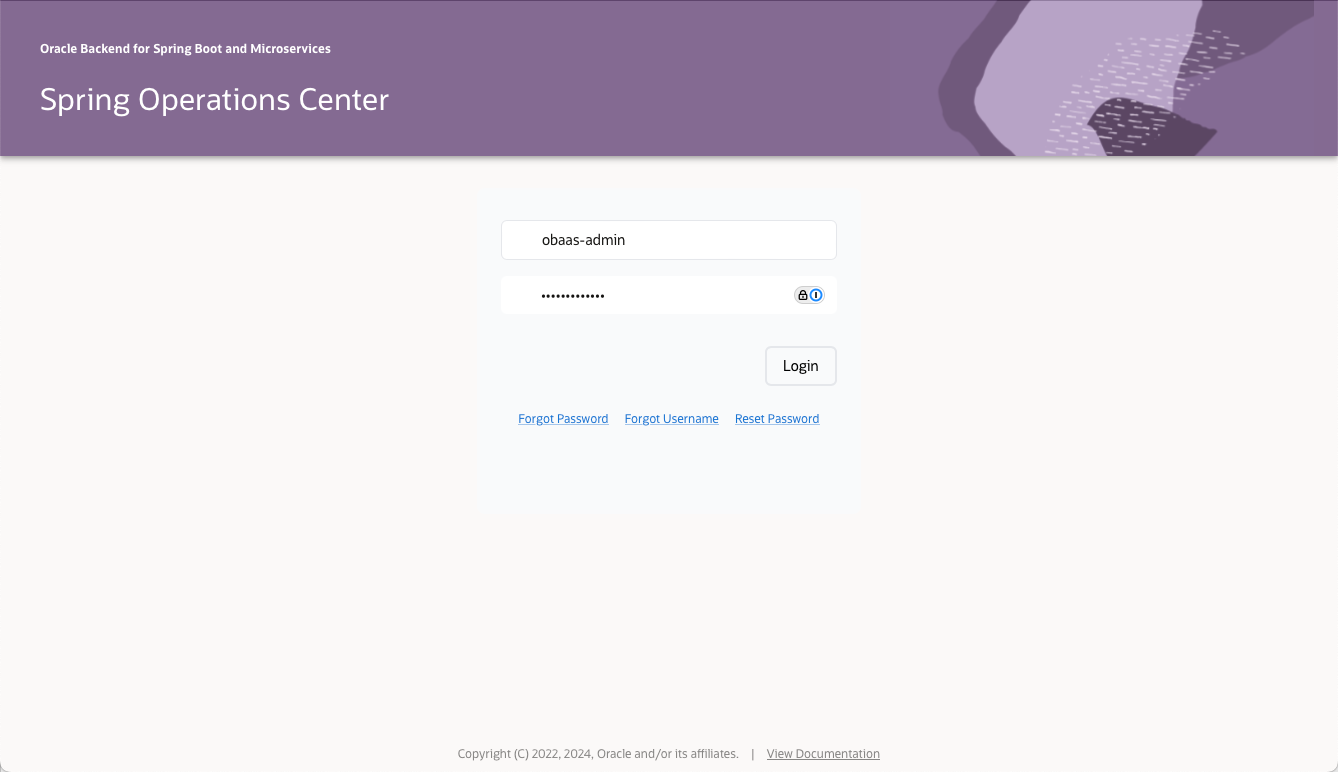 Oracle Backend for Spring Boot and Microservices
Spring Operations Center
obaas-admin
•••••••••••••
Login
Forgot Password Forgot Username Reset Password
Copyright (C) 2022, 2024, Oracle and/or its affiliates. | View Documentation